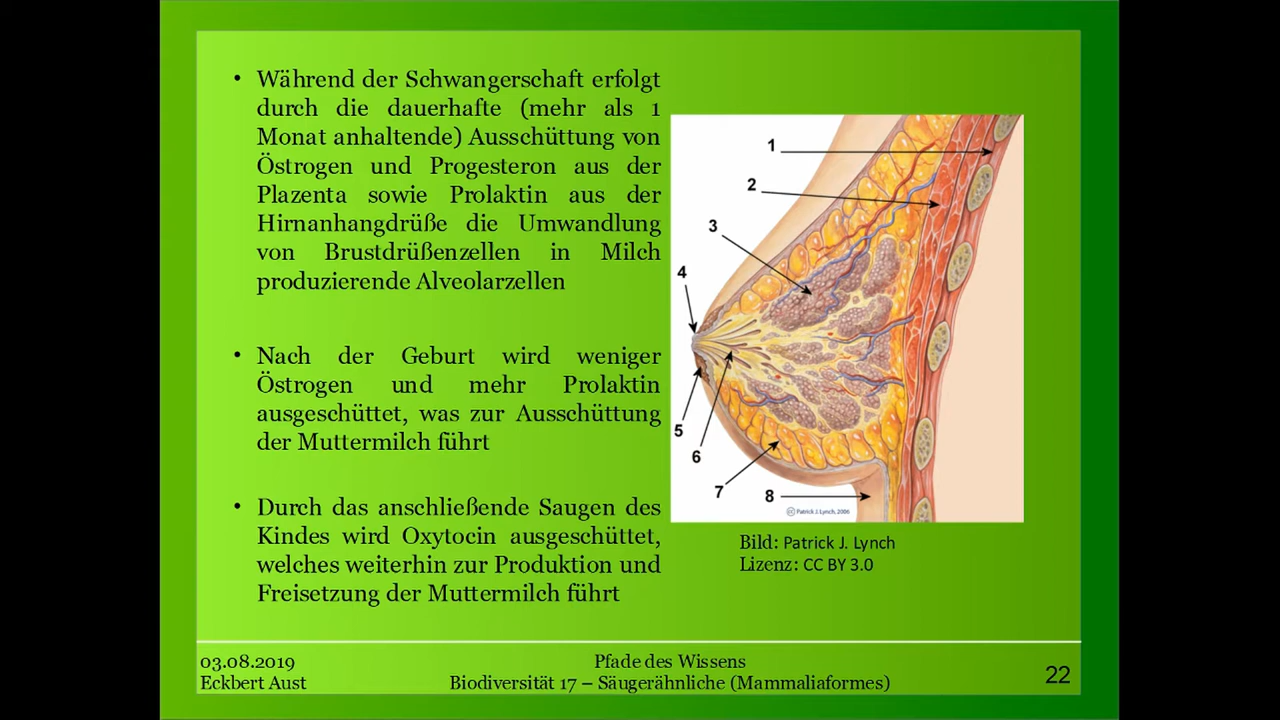 • Während der Schwangerschaft erfolgt
durch die dauerhafte (mehr als 1
Monat anhaltende) Ausschüttung von
Östrogen und Progesteron aus der
Plazenta sowie Prolaktin aus der
Hirnanhangdrüße die Umwandlung
von Brustdrüßenzellen in Milch
produzierende Alveolarzellen
• Nach der Geburt wird weniger
Östrogen und mehr Prolaktin
ausgeschüttet, was zur Ausschüttung
der Muttermilch führt
• Durch das anschließende Saugen des
Kindes wird Oxytocin ausgeschüttet,
welches weiterhin zur Produktion und
Freisetzung der Muttermilch führt
1
2
3
4
5
6
7
8
cc Patrick J. Lynch, 2006
Bild: Patrick J. Lynch
Lizenz: CC BY 3.0
03.08.2019
Eckbert Aust
Pfade des Wissens
Biodiversität 17 – Säugerähnliche (Mammaliaformes)
22